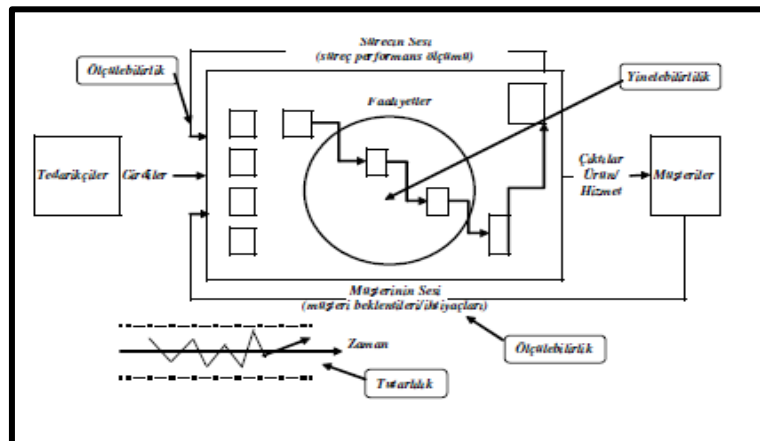 Sürecin Sesi
(süreç performans ölçümü)
Ölçülebilirlik
Yinelebilirlilik
Faaliyetler
Tedarikçiler
Girdiler
Çıktılar
Ürün/
Hizmet
Müşteriler
Müşterinin Sesi
(müşteri beklentileri/ihtiyaçları)
Zaman
Ölçülebilirlik
Tutarlılık